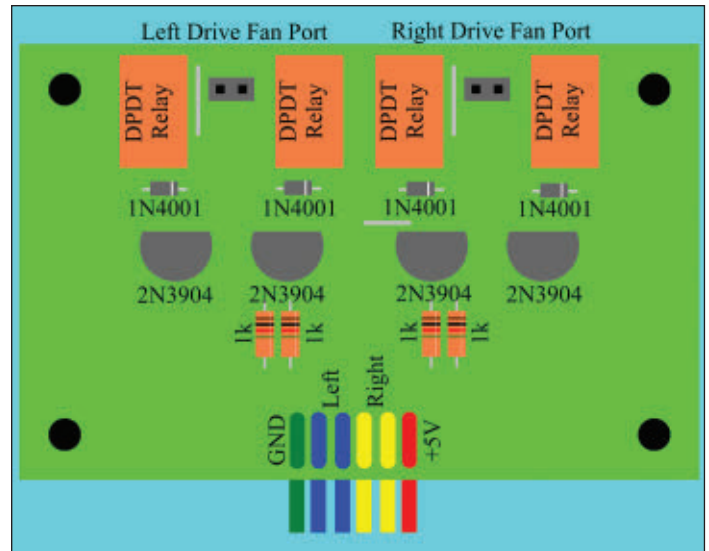 Left Drive Fan Port
Right Drive Fan Port
DPDT
Relay
DPDT
Relay
DPDT
Relay
DPDT
Relay
1N4001
1N4001
1N4001
1N4001
2N3904
2N3904
2N3904
2N3904
1k
1k
1k
1k
GND
Left
Right
+5V